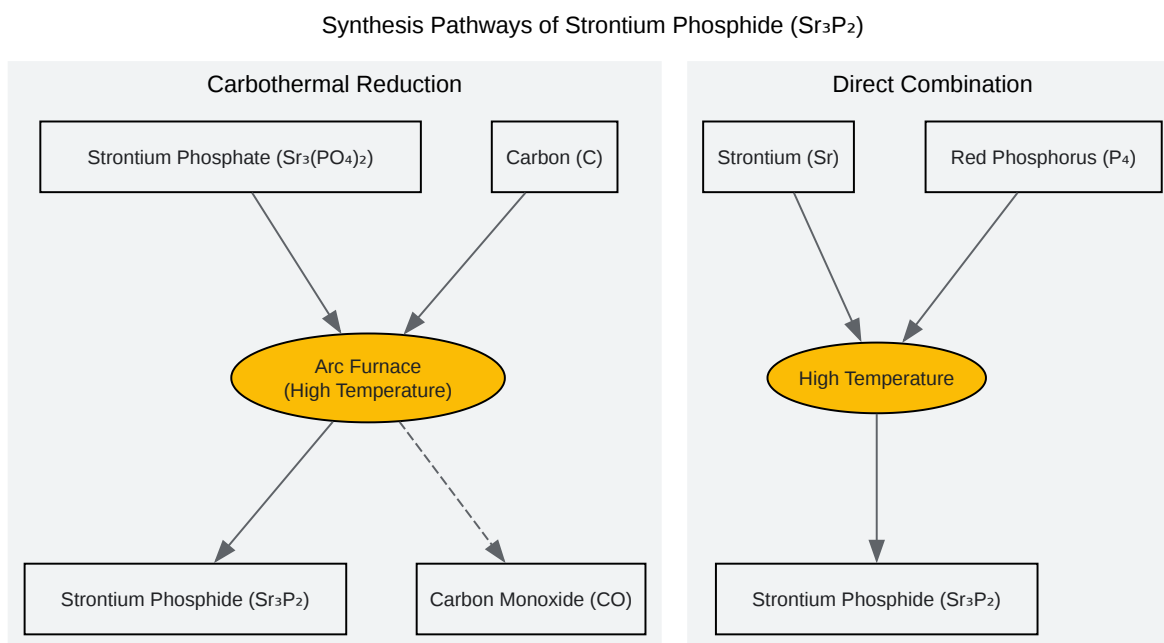 Synthesis Pathways of Strontium Phosphide (Sr₃P₂)
Carbothermal Reduction
Strontium Phosphate (Sr₃(PO₄)₂)
Carbon (C)
Arc Furnace
(High Temperature)
Strontium Phosphide (Sr₃P₂)
Carbon Monoxide (CO)
Direct Combination
Strontium (Sr)
Red Phosphorus (P₄)
High Temperature
Strontium Phosphide (Sr₃P₂)